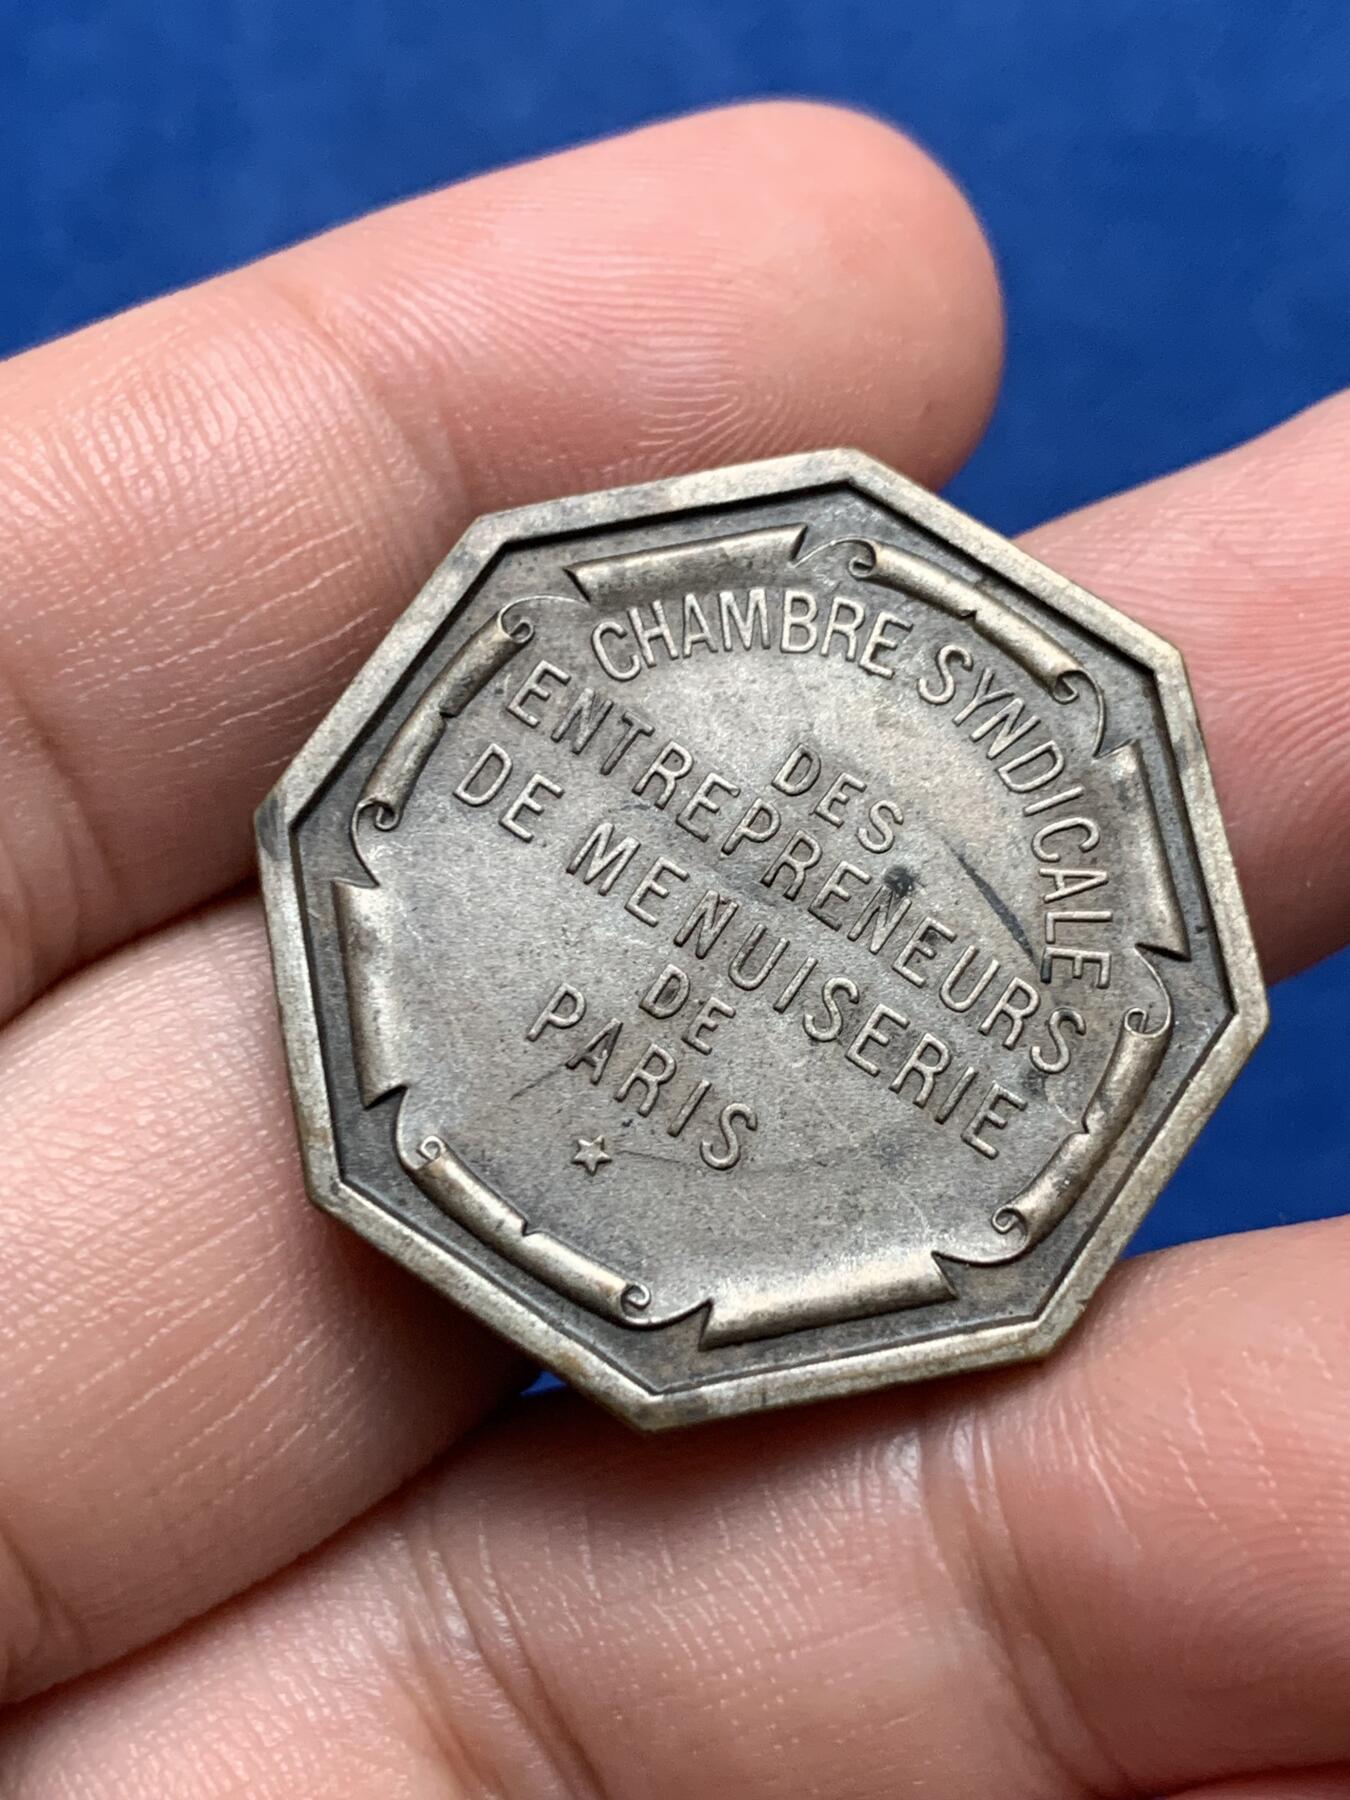 CHAMBRE SYNDICALE
DES
ENTREPRENEURS
DE MENUISERIE
DE
PARIS